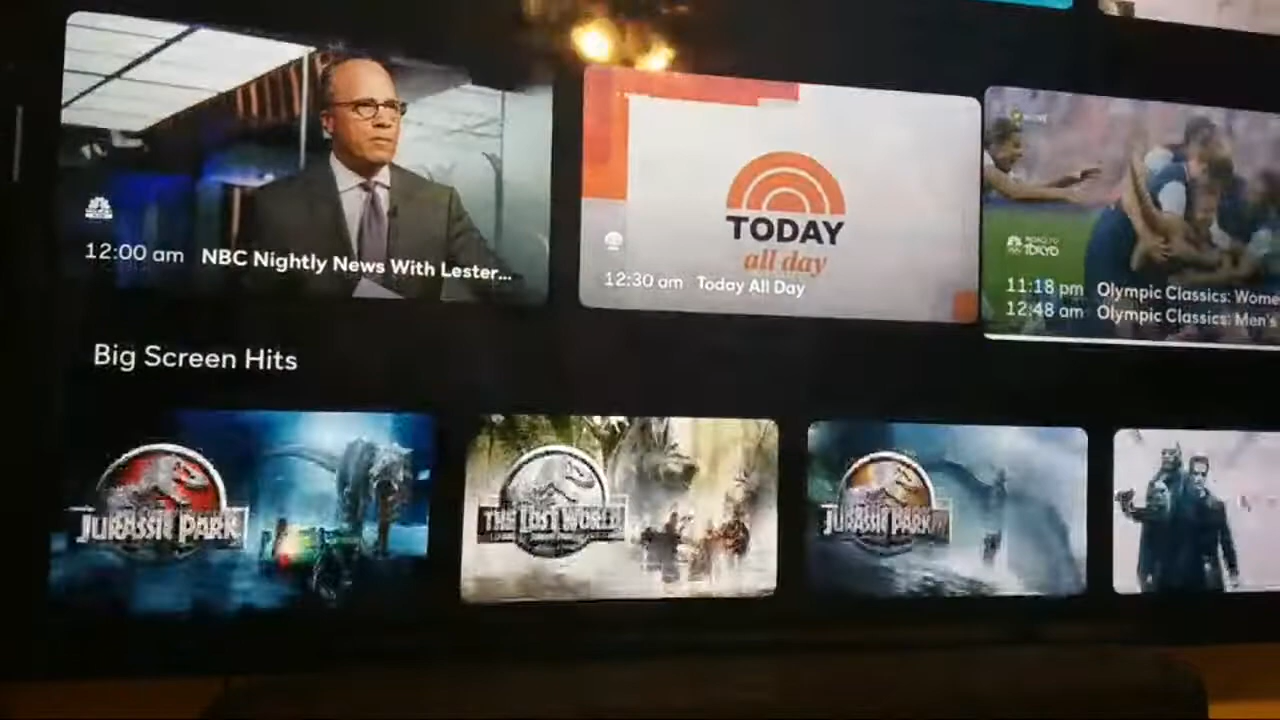 12:00 am NBC Nightly News With Lester...
TODAY
all day
12:30 am Today All Day
TOKYO
11:18 pm Olympic Classics: Wome
12:48 am Olympic Classics: Men's
Big Screen Hits
JURASSIC PARK
THE LOST WORLD
JURASSIC PARK